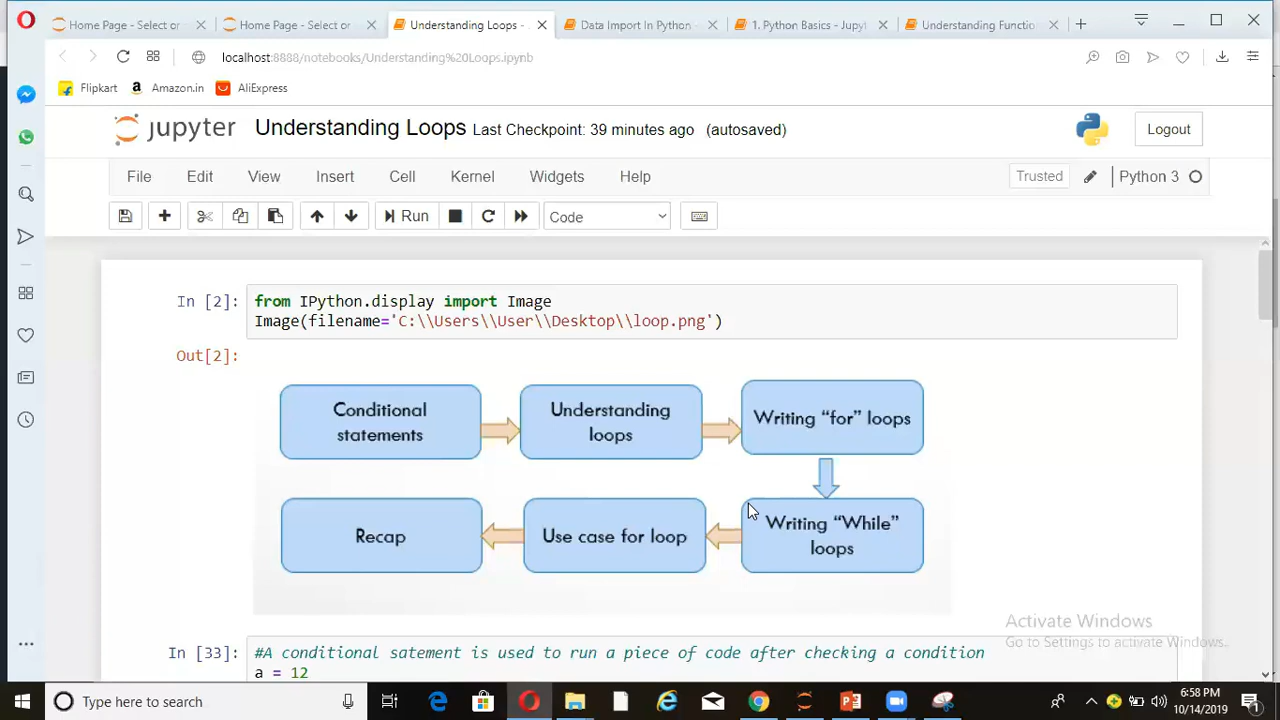 Home Page - Select or
Home Page - Select or
Understanding Loops -
Data Import In Python -
1. Python Basics - Jupyt
Understanding Functio
localhost:8888/notebooks/Understanding%20Loops.ipynb
Flipkart
a Amazon.in
AliExpress
jupyter
Understanding Loops Last Checkpoint: 39 minutes ago (autosaved)
Logout
File Edit View Insert Cell Kernel Widgets Help
Trusted
Python 3
Run
Code
In [2]:
from IPython.display import Image
Image(filename='C:\\Users\\User\\Desktop\\loop.png')
Out[2]:
Conditional
statements
Understanding
loops
Writing “for” loops
Writing “While”
loops
Use case for loop
Recap
Activate Windows
Go to Settings to activate Windows.
In [33]:
#A conditional satement is used to run a piece of code after checking a condition
a = 12
Type here to search
6:58 PM
10/14/2019